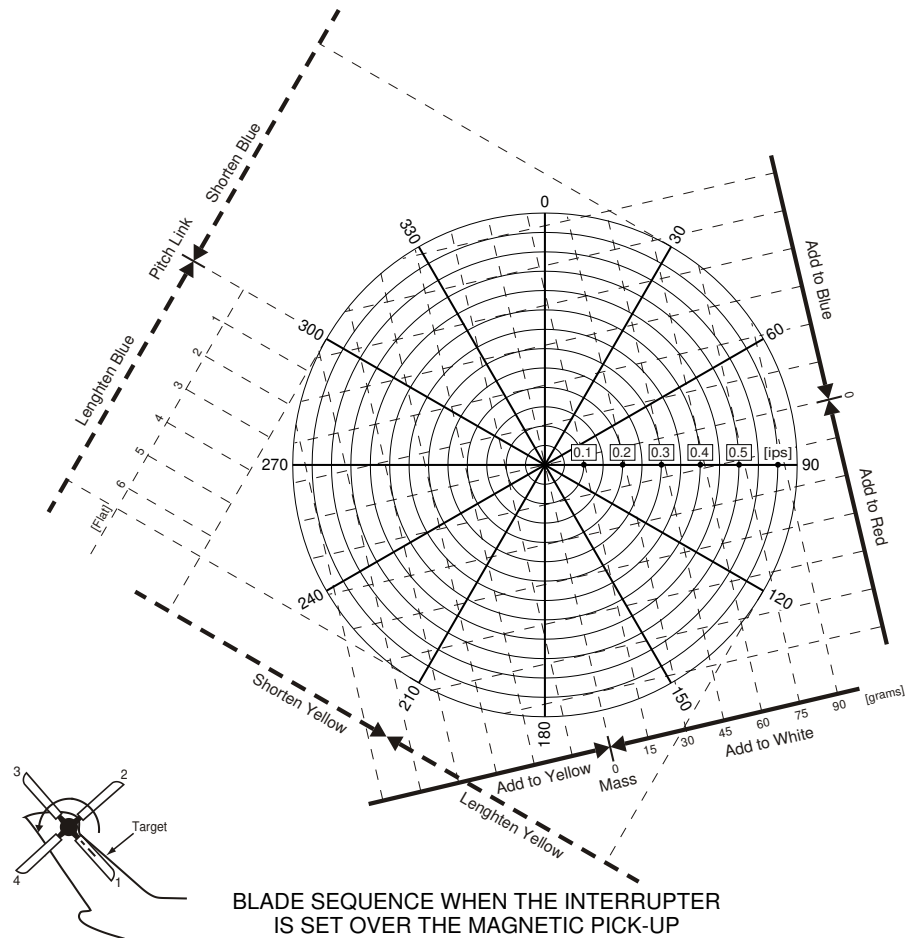 Shorten Blue
Pitch Link
Lenghten Blue
1
2
3
4
5
6
[Flat]
0
30
60
90
120
150
180
210
240
270
300
330
0.1
0.2
0.3
0.4
0.5
[ips]
Add to Blue
0
Add to Red
Shorten Yellow
Lenghten Yellow
Add to Yellow
0
Mass
15
30
45
60
75
90
[grams]
Add to White
3
2
Target
4
1
BLADE SEQUENCE WHEN THE INTERRUPTER
IS SET OVER THE MAGNETIC PICK-UP